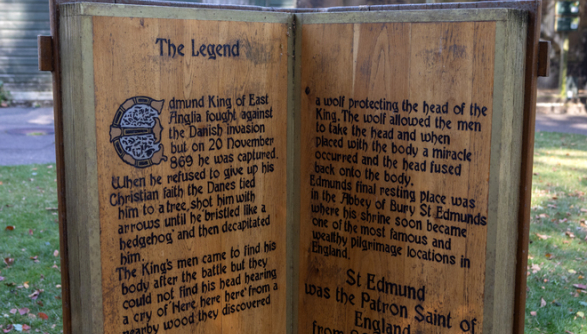 The Legend
Edmund King of East
Anglia fought against
the Danish invasion
but on 20 November
869 he was captured.
When he refused to give up his
Christian faith the Danes tied
him to a tree, shot him with
arrows until he'bristled like a
hedgehog' and then decapitated
him.
The King's men came to find his
body after the battle but they
could not find his head hearing
a cry of 'Here here here' from a
nearby wood they discovered
a wolf protecting the head of the
King. The wolf allowed the men
to take the head and when
placed with the body a miracle
occurred and the head fused
back onto the body.
Edmunds final resting place was
in the Abbey of Bury St Edmunds
where his shrine soon became
one of the most famous and
wealthy pilgrimage locations in
England.
St Edmund
was the Patron Saint of
England
from